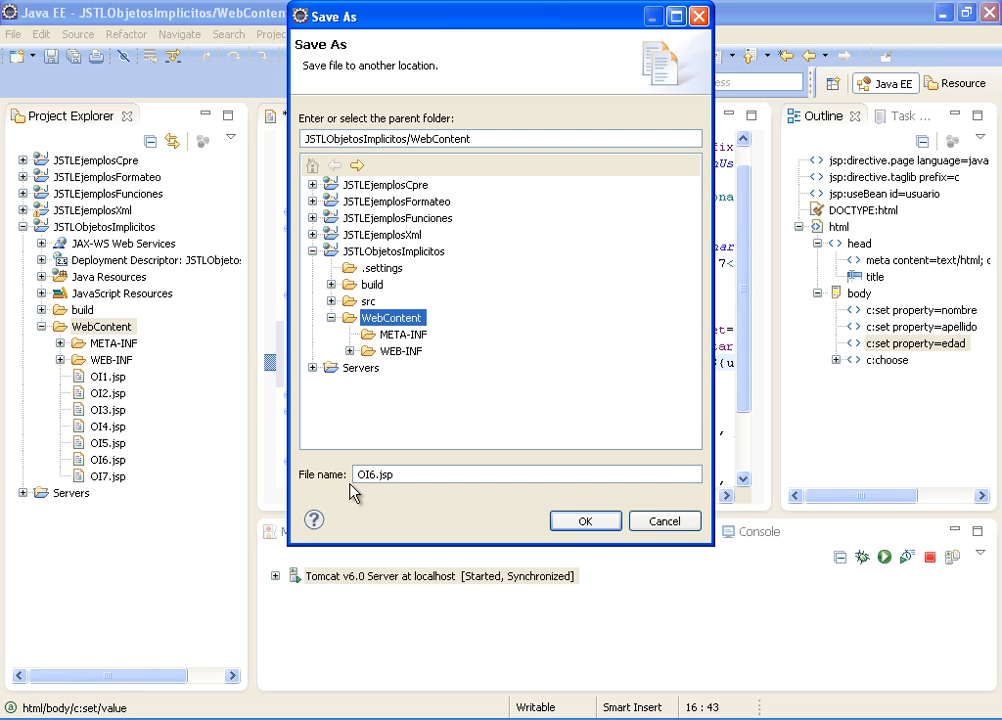 Java EE - JSTLObjetosImplicitos/WebConten
File Edit Source Refactor Navigate Search Projec
Java EE
Resource
Project Explorer
JSTLEjemplosCpre
JSTLEjemplosFormateo
JSTLEjemplosFunciones
JSTLEjemplosXml
JSTLObjetosImplicitos
JAX-WS Web Services
Deployment Descriptor: JSTLObjeto
Java Resources
JavaScript Resources
build
WebContent
META-INF
WEB-INF
OI1.jsp
OI2.jsp
OI3.jsp
OI4.jsp
OI5.jsp
OI6.jsp
OI7.jsp
Servers
Save As
Save As
Save file to another location.
Enter or select the parent folder:
JSTLObjetosImplicitos/WebContent
JSTLEjemplosCpre
JSTLEjemplosFormateo
JSTLEjemplosFunciones
JSTLEjemplosXml
JSTLObjetosImplicitos
.settings
build
src
WebContent
META-INF
WEB-INF
Servers
File name: OI6.jsp
OK
Cancel
Outline
Task ...
jsp:directive.page language=java
jsp:directive.taglib prefix=c
jsp:useBean id=usuario
DOCTYPE:html
html
head
meta content=text/html; c
title
body
c:set property=nombre
c:set property=apellido
c:set property=edad
c:choose
Console
Tomcat v6.0 Server at localhost [Started, Synchronized]
html/body/c:set/value
Writable
Smart Insert
16 : 43